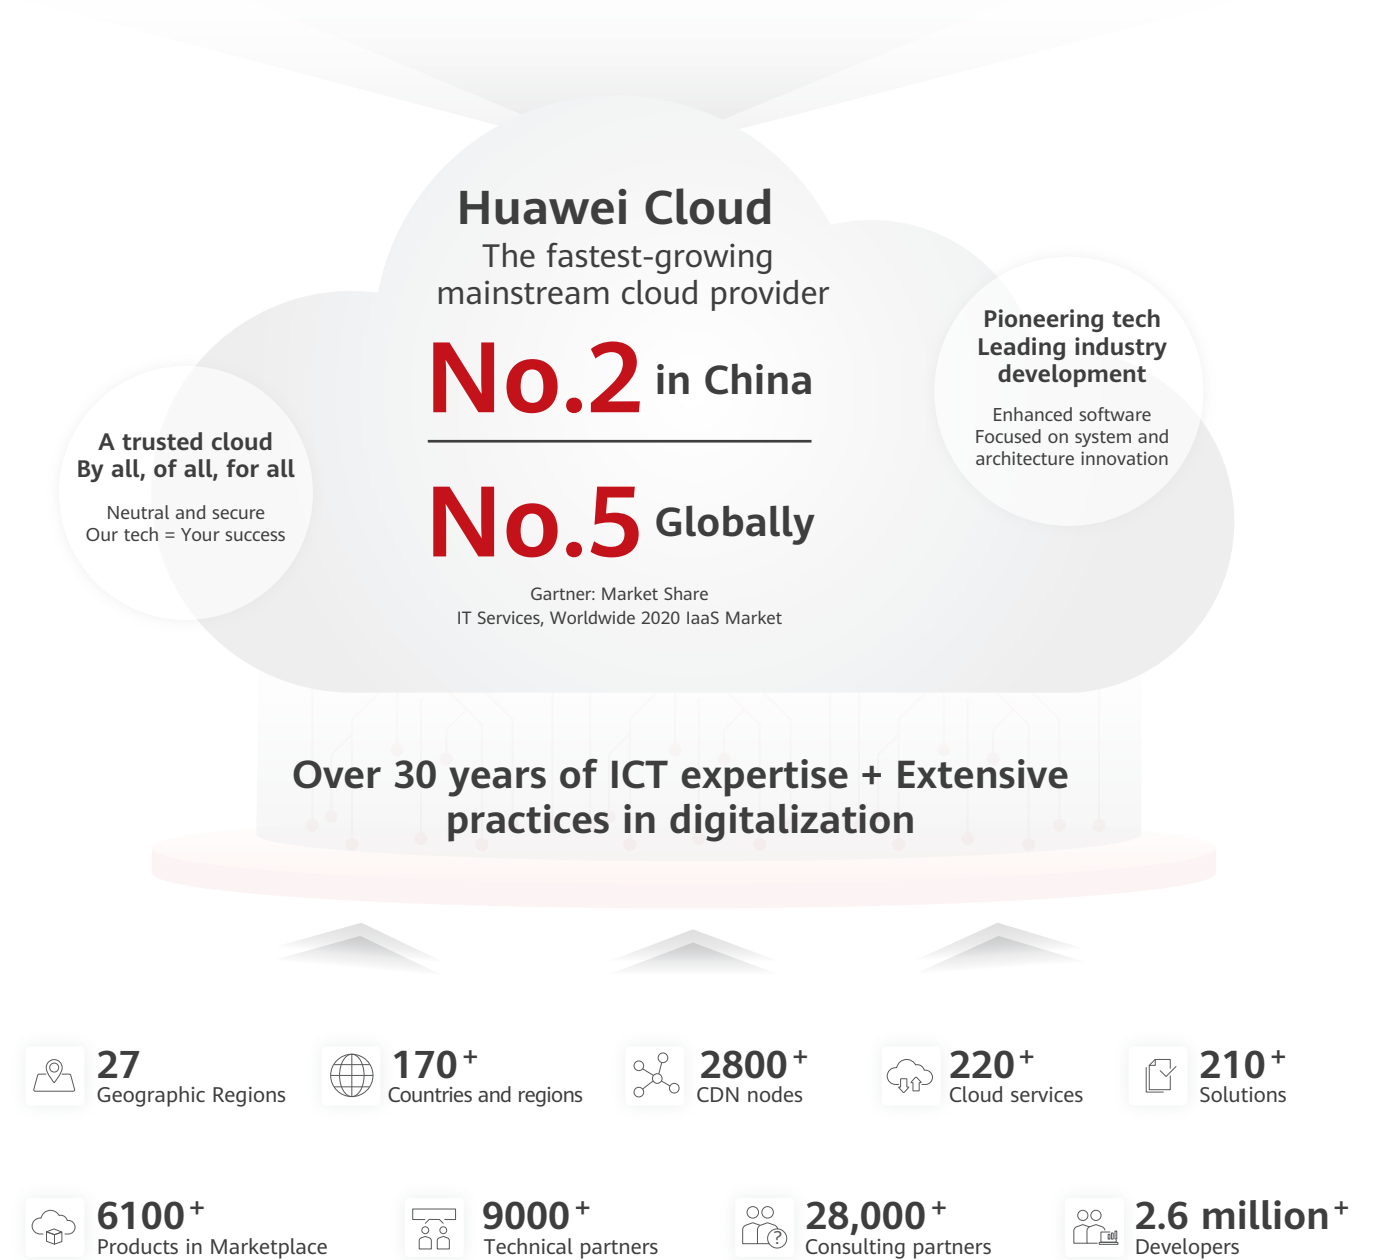 Huawei Cloud
The fastest-growing
mainstream cloud provider
No.2 in China
No.5 Globally
Gartner: Market Share
IT Services, Worldwide 2020 IaaS Market
A trusted cloud
By all, of all, for all
Neutral and secure
Our tech = Your success
Pioneering tech
Leading industry
development
Enhanced software
Focused on system and
architecture innovation
Over 30 years of ICT expertise + Extensive
practices in digitalization
27
Geographic Regions
170+
Countries and regions
2800+
CDN nodes
220+
Cloud services
210+
Solutions
6100+
Products in Marketplace
9000+
Technical partners
28,000+
Consulting partners
2.6 million+
Developers